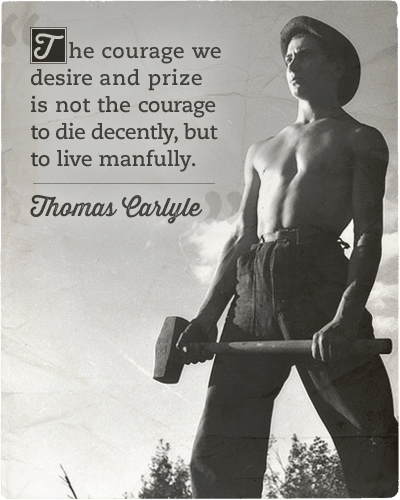 The courage we
desire and prize
is not the courage
to die decently, but
to live manfully.
Thomas Carlyle